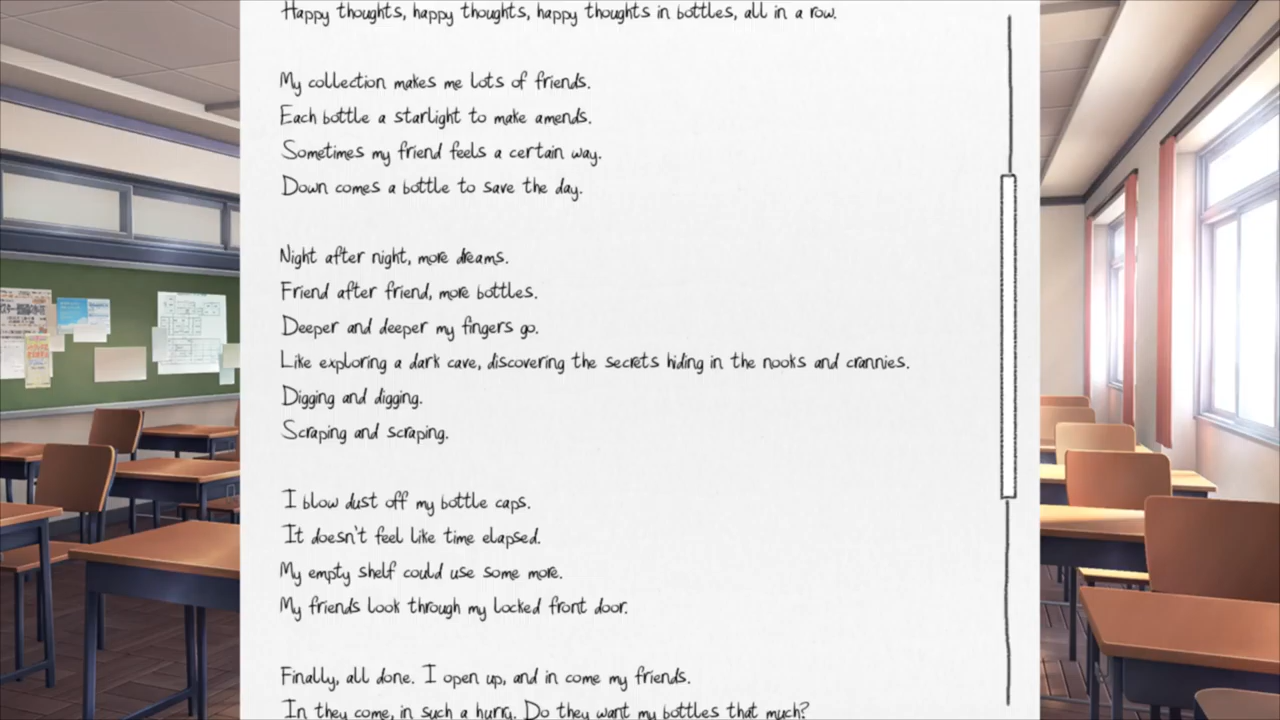 Happy thoughts, happy thoughts, happy thoughts in bottles, all in a row.
My collection makes me lots of friends.
Each bottle a starlight to make amends.
Sometimes my friend feels a certain way.
Down comes a bottle to save the day.
Night after night, more dreams.
Friend after friend, more bottles.
Deeper and deeper my fingers go.
Like exploring a dark cave, discovering the secrets hiding in the nooks and crannies.
Digging and digging.
Scraping and scraping.
I blow dust off my bottle caps.
It doesn't feel like time elapsed.
My empty shelf could use some more.
My friends look through my locked front door.
Finally, all done. I open up, and in come my friends.
In they come, in such a hurry. Do they want my bottles that much?